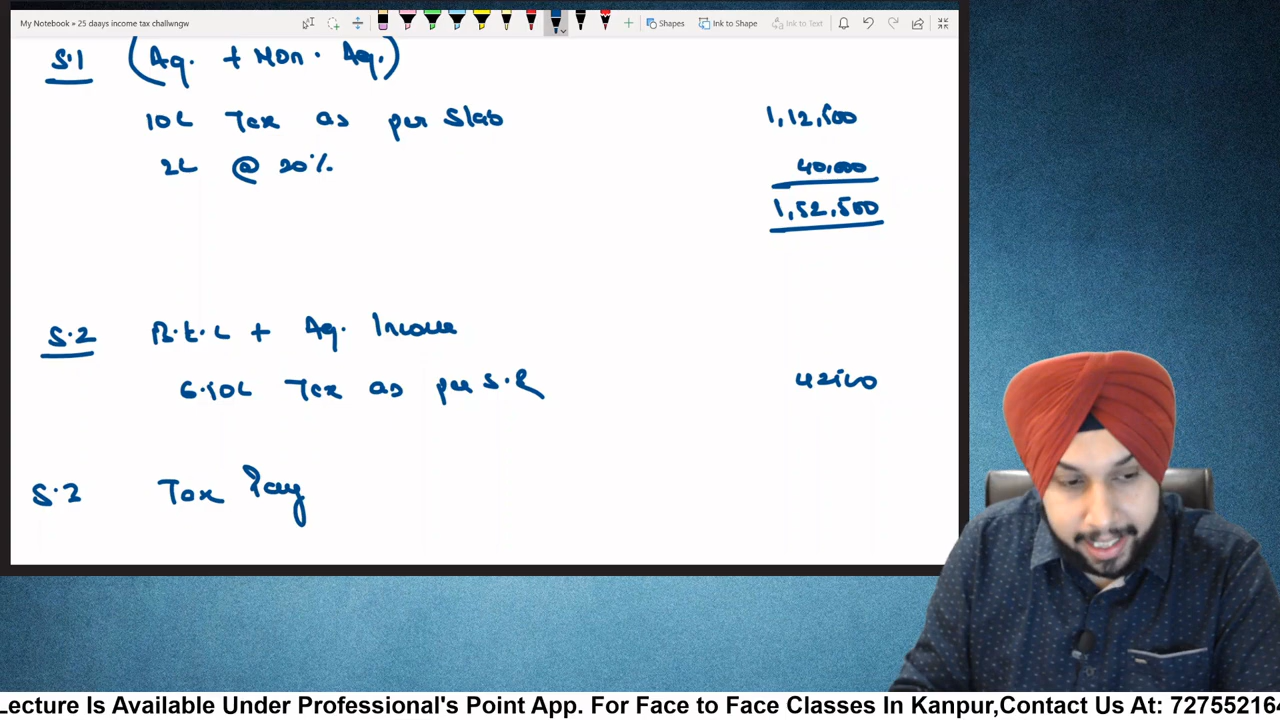 My Notebook » 25 daays income tax challwngw
Shapes
Ink to Shape
Ink to Text
S.1 (Ag. + Non. Ag.)
10L Tax as per Slab 1,12,500
2L @ 20% 40,000
1,52,500
S.2 B.E.L + Ag. Income
6.10L Tax as per S.R
S.3 Tax Pay
Lecture Is Available Under Professional's Point App. For Face to Face Classes In Kanpur,Contact Us At: 727552164